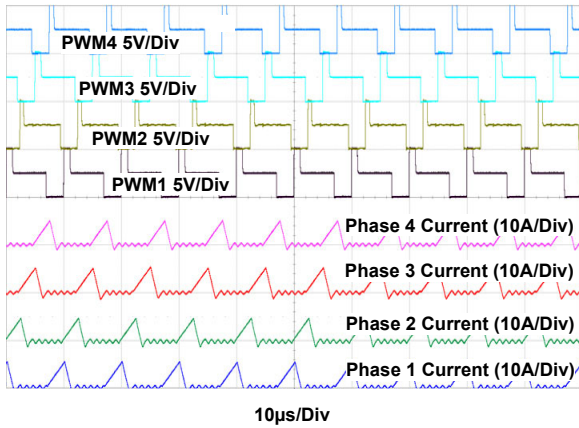 PWM4 5V/Div
PWM3 5V/Div
PWM2 5V/Div
PWM1 5V/Div
Phase 4 Current (10A/Div)
Phase 3 Current (10A/Div)
Phase 2 Current (10A/Div)
Phase 1 Current (10A/Div)
10µs/Div